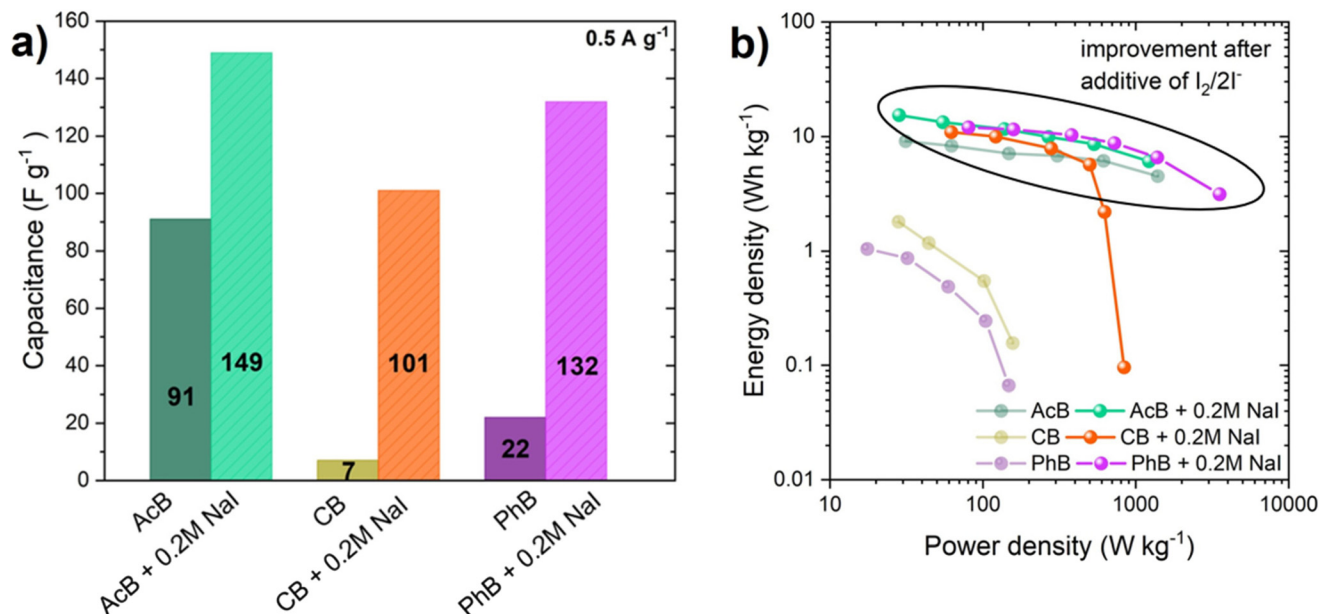 a)
0.5 A g⁻¹
Capacitance (F g⁻¹)
160
140
120
100
80
60
40
20
0
91
149
7
101
22
132
AcB
AcB + 0.2M NaI
CB
CB + 0.2M NaI
PhB
PhB + 0.2M NaI
b)
improvement after
additive of I₂/2I⁻
Energy density (Wh kg⁻¹)
100
10
1
0.1
0.01
AcB AcB + 0.2M NaI
CB CB + 0.2M NaI
PhB PhB + 0.2M NaI
10 100 1000 10000
Power density (W kg⁻¹)